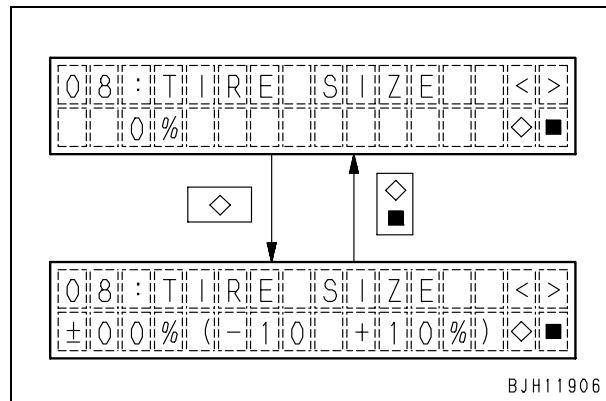 08:TIRE SIZE <>
0% ◇■
◇
◇
■
08:TIRE SIZE <>
±00%(-10 +10%)◇■
BJH11906